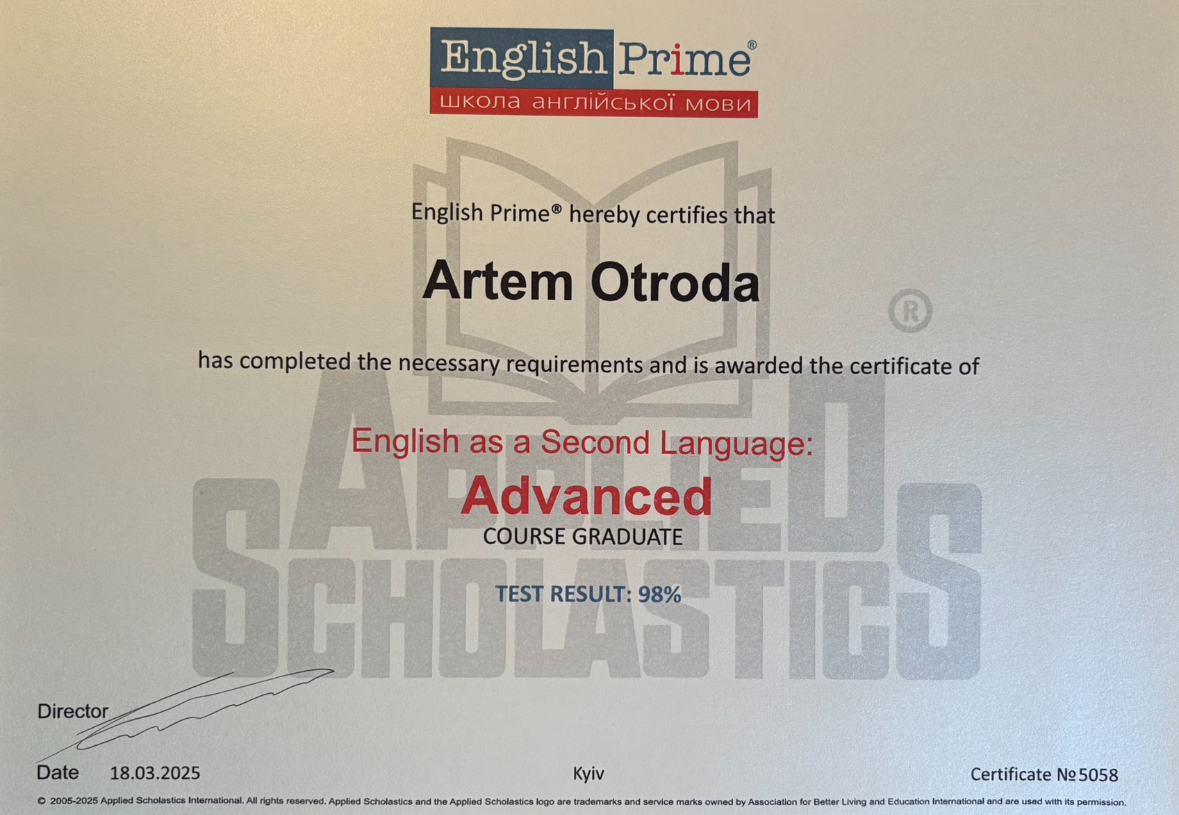 English Prime®
школа англійської мови
English Prime® hereby certifies that
Artem Otroda
®
has completed the necessary requirements and is awarded the certificate of
English as a Second Language:
Advanced
COURSE GRADUATE
APPLIED
SCHOLASTICS
TEST RESULT: 98%
Director
Date 18.03.2025
Kyiv
Certificate №5058
© 2005-2025 Applied Scholastics International. All rights reserved. Applied Scholastics and the Applied Scholastics logo are trademarks and service marks owned by Association for Better Living and Education International and are used with its permission.